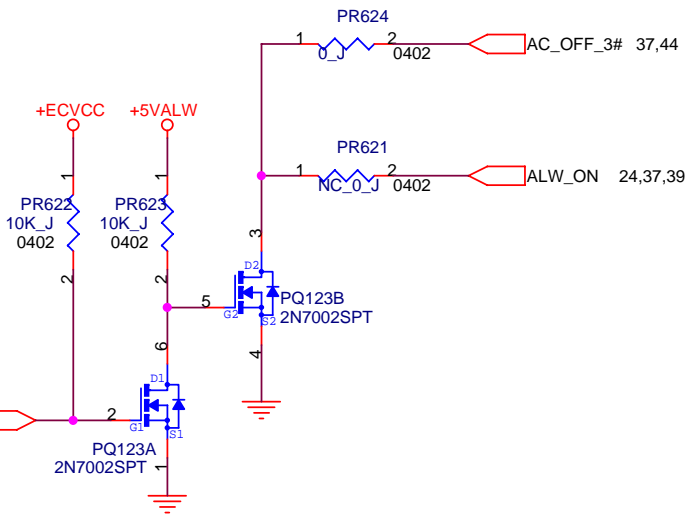 PR624
1 2
0_J 0402
AC_OFF_3# 37,44
+ECVCC +5VALW
PR621
1 2
NC_0_J 0402
ALW_ON 24,37,39
1 1
PR622 PR623
10K_J 10K_J
0402 0402
2 2
3
D2
5
G2
S2
PQ123B
2N7002SPT
4
6
D1
2
G1
S1
PQ123A
2N7002SPT
1